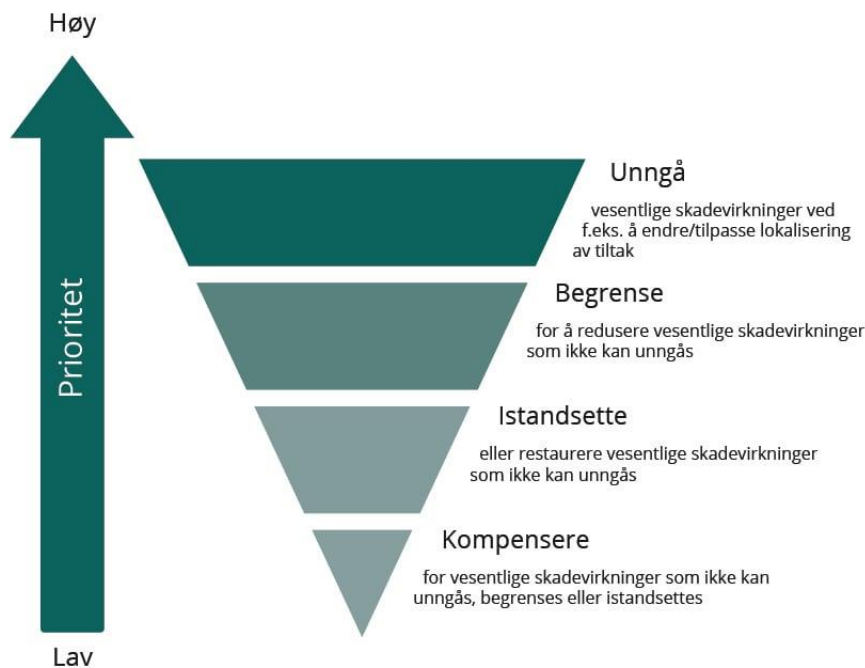 Høy
Prioritet
Unngå
vesentlige skadevirkninger ved
f.eks. å endre/tilpasse lokalisering
av tiltak
Begrense
for å redusere vesentlige skadevirkninger
som ikke kan unngås
Istandsette
eller restaurere vesentlige skadevirkninger
som ikke kan unngås
Kompensere
for vesentlige skadevirkninger som ikke kan
unngås, begrenses eller istandsettes
Lav